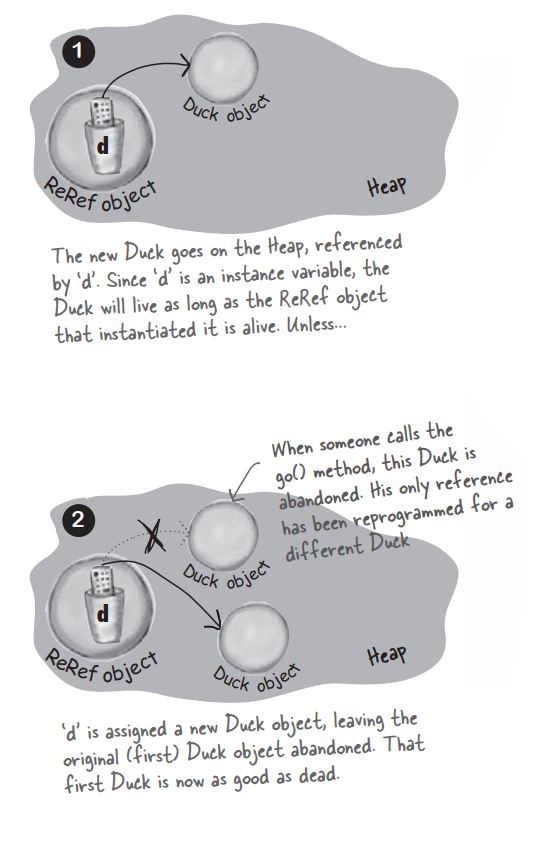 1
Duck object
d
ReRef object
Heap
The new Duck goes on the Heap, referenced
by ‘d’. Since ‘d’ is an instance variable, the
Duck will live as long as the ReRef object
that instantiated it is alive. Unless...
When someone calls the
go() method, this Duck is
abandoned. His only reference
has been reprogrammed for a
different Duck
2
Duck object
d
ReRef object
Duck object
Heap
‘d’ is assigned a new Duck object, leaving the
original (first) Duck object abandoned. That
first Duck is now as good as dead.